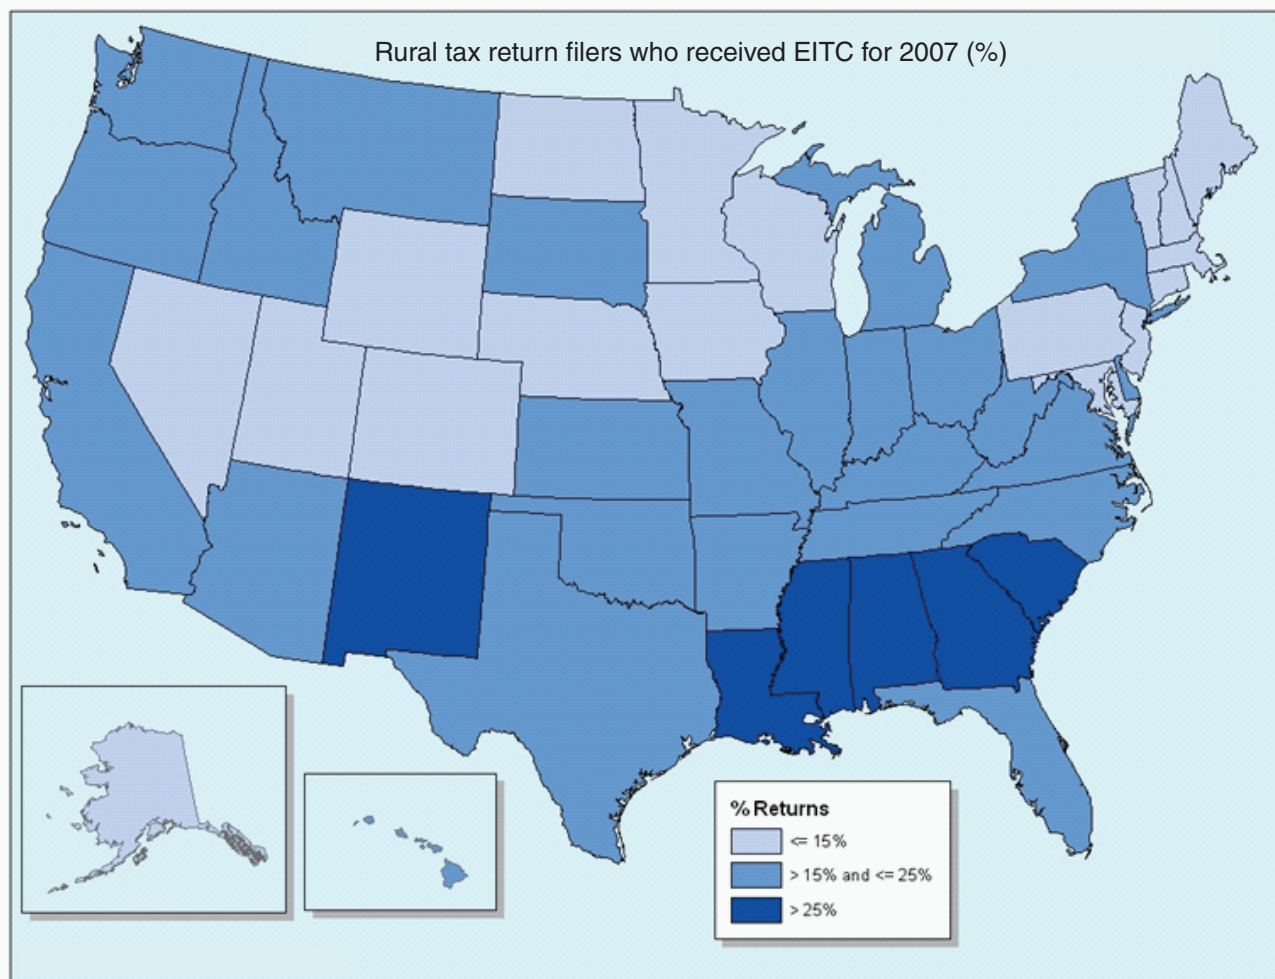 Rural tax return filers who received EITC for 2007 (%)
% Returns
<= 15%
> 15% and <= 25%
> 25%